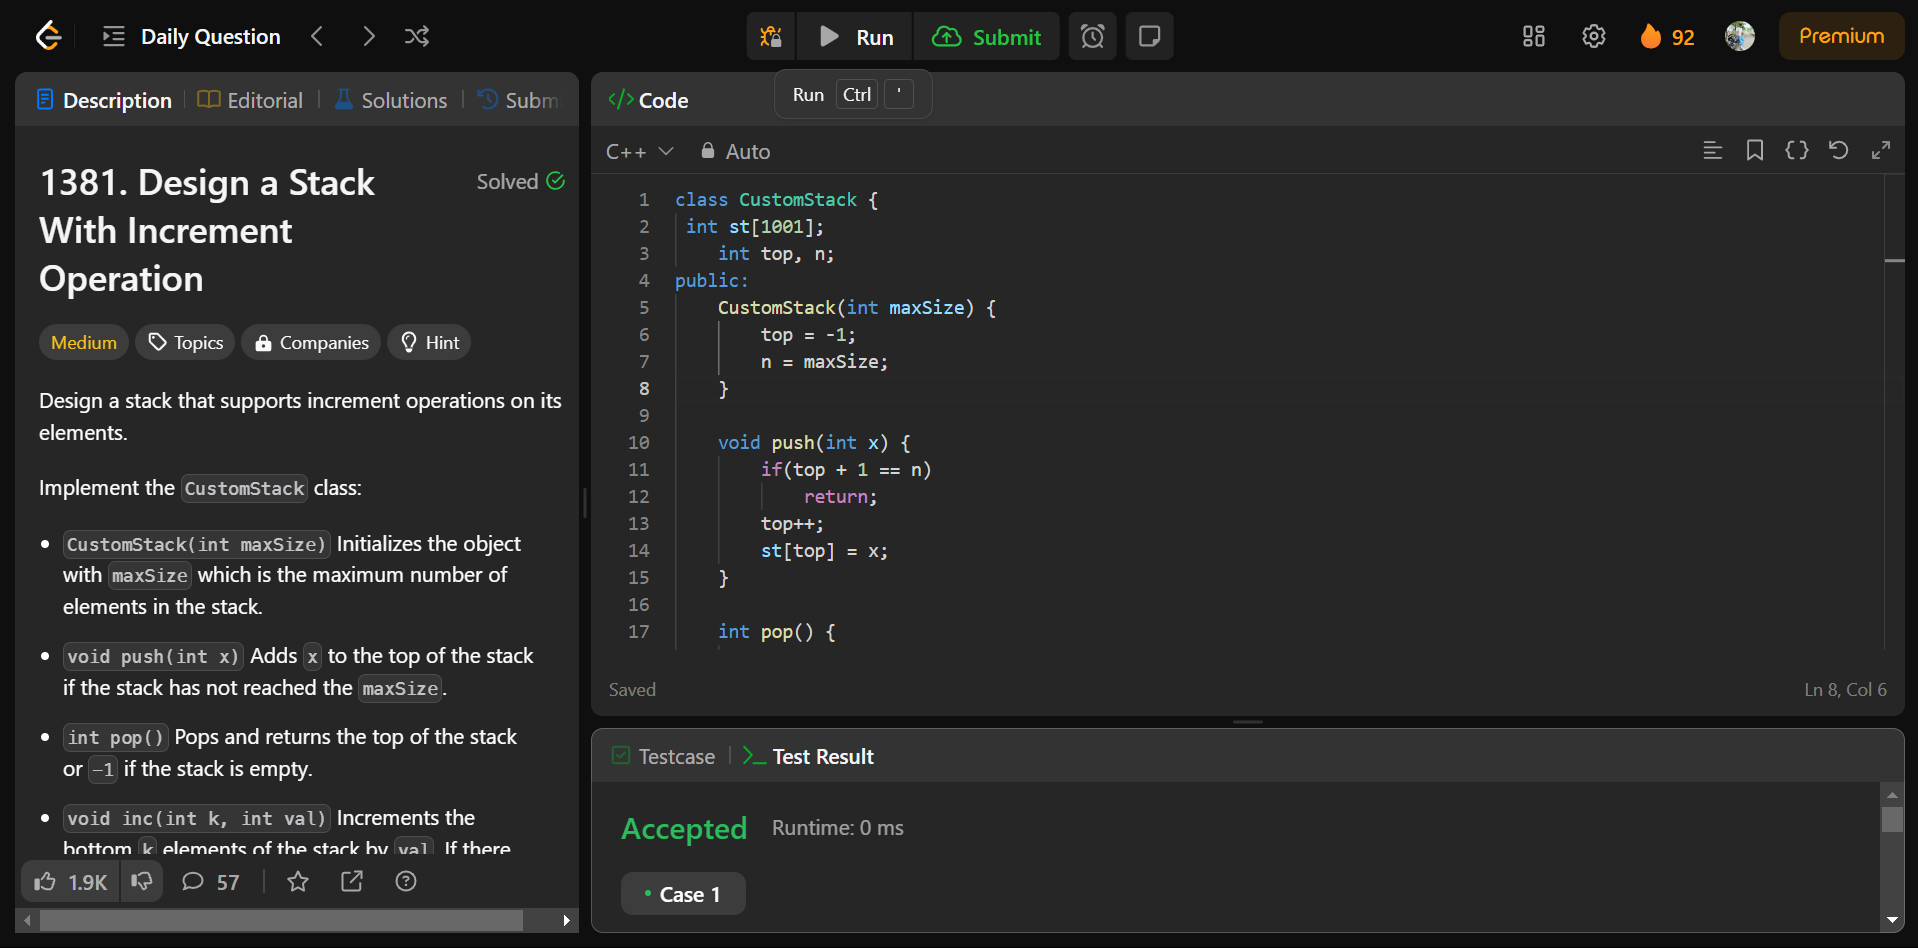 Daily Question
Run
Submit
92
Premium
Description
Editorial
Solutions
Subm
1381. Design a Stack
With Increment
Operation
Solved
Medium
Topics
Companies
Hint
Design a stack that supports increment operations on its
elements.
Implement the CustomStack class:
CustomStack(int maxSize) Initializes the object
with maxSize which is the maximum number of
elements in the stack.
void push(int x) Adds x to the top of the stack
if the stack has not reached the maxSize.
int pop() Pops and returns the top of the stack
or -1 if the stack is empty.
void inc(int k, int val) Increments the
bottom k elements of the stack by val. If there
1.9K
57
Code
Run Ctrl '
C++
Auto
1 class CustomStack {
2 int st[1001];
3 int top, n;
4 public:
5 CustomStack(int maxSize) {
6 top = -1;
7 n = maxSize;
8 }
9
10 void push(int x) {
11 if(top + 1 == n)
12 return;
13 top++;
14 st[top] = x;
15 }
16
17 int pop() {
Saved
Ln 8, Col 6
Testcase
Test Result
Accepted
Runtime: 0 ms
Case 1